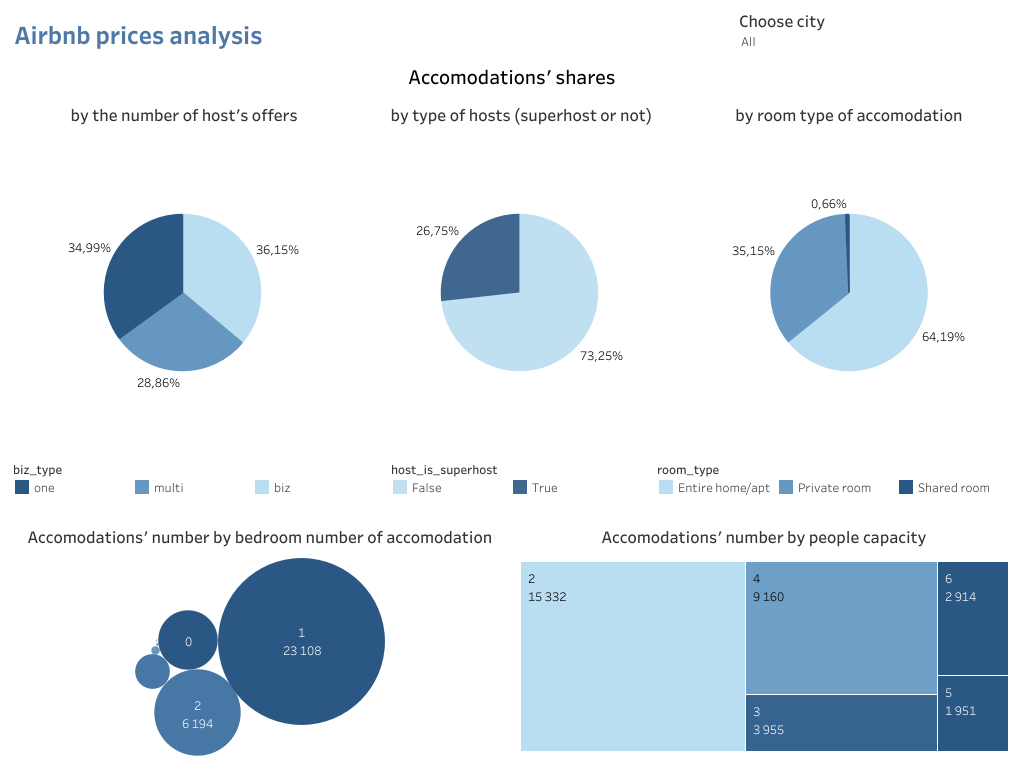 Airbnb prices analysis
Choose city
All
Accomodations' shares
by the number of host's offers
by type of hosts (superhost or not)
by room type of accomodation
34,99%
36,15%
28,86%
26,75%
73,25%
0,66%
35,15%
64,19%
biz_type
one
multi
biz
host_is_superhost
False
True
room_type
Entire home/apt
Private room
Shared room
Accomodations' number by bedroom number of accomodation
1
23 108
0
2
6 194
Accomodations' number by people capacity
2
15 332
4
9 160
3
3 955
6
2 914
5
1 951